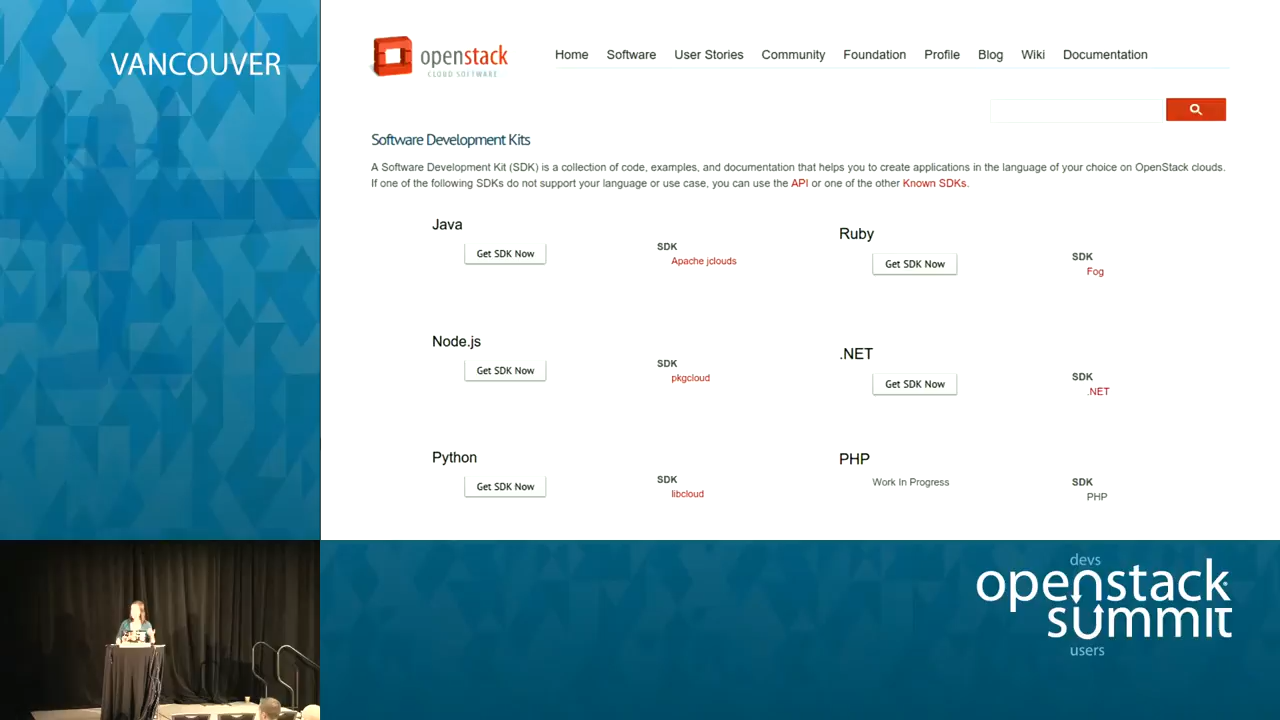 VANCOUVER
openstack
CLOUD SOFTWARE
Home Software User Stories Community Foundation Profile Blog Wiki Documentation
Software Development Kits
A Software Development Kit (SDK) is a collection of code, examples, and documentation that helps you to create applications in the language of your choice on OpenStack clouds.
If one of the following SDKs do not support your language or use case, you can use the API or one of the other Known SDKs.
Java
Get SDK Now
SDK
Apache jclouds
Ruby
Get SDK Now
SDK
Fog
Node.js
Get SDK Now
SDK
pkgcloud
.NET
Get SDK Now
SDK
.NET
Python
Get SDK Now
SDK
libcloud
PHP
Work In Progress
SDK
PHP
devs
openstack
summit
users